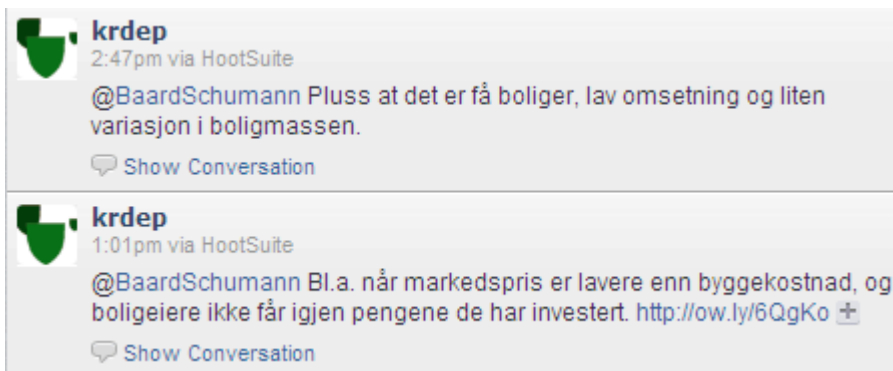 krdep
2:47pm via HootSuite
@BaardSchumann Pluss at det er få boliger, lav omsetning og liten
variasjon i boligmassen.
Show Conversation
krdep
1:01pm via HootSuite
@BaardSchumann Bl.a. når markedspris er lavere enn byggekostnad, og
boligeiere ikke får igjen pengene de har investert. http://ow.ly/6QgKo +
Show Conversation